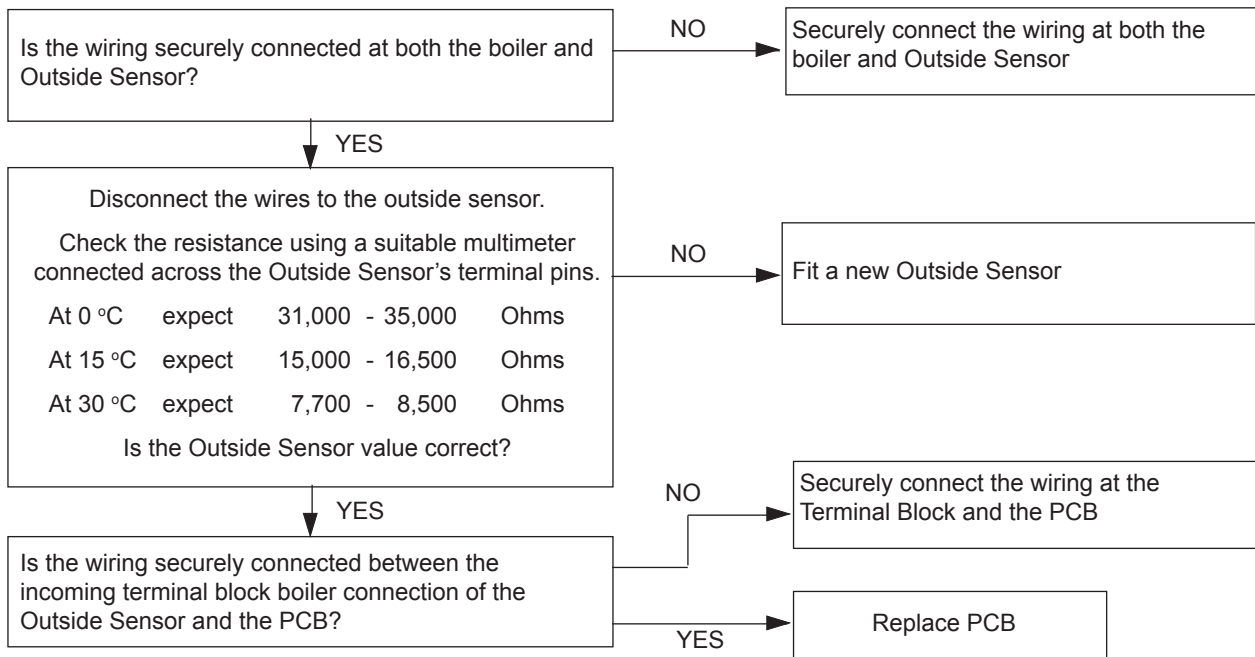 Is the wiring securely connected at both the boiler and
Outside Sensor?
NO
Securely connect the wiring at both the
boiler and Outside Sensor
YES
Disconnect the wires to the outside sensor.
Check the resistance using a suitable multimeter
connected across the Outside Sensor's terminal pins.
At 0 °C expect 31,000 - 35,000 Ohms
At 15 °C expect 15,000 - 16,500 Ohms
At 30 °C expect 7,700 - 8,500 Ohms
Is the Outside Sensor value correct?
NO
Fit a new Outside Sensor
YES
Is the wiring securely connected between the
incoming terminal block boiler connection of the
Outside Sensor and the PCB?
NO
Securely connect the wiring at the
Terminal Block and the PCB
YES
Replace PCB